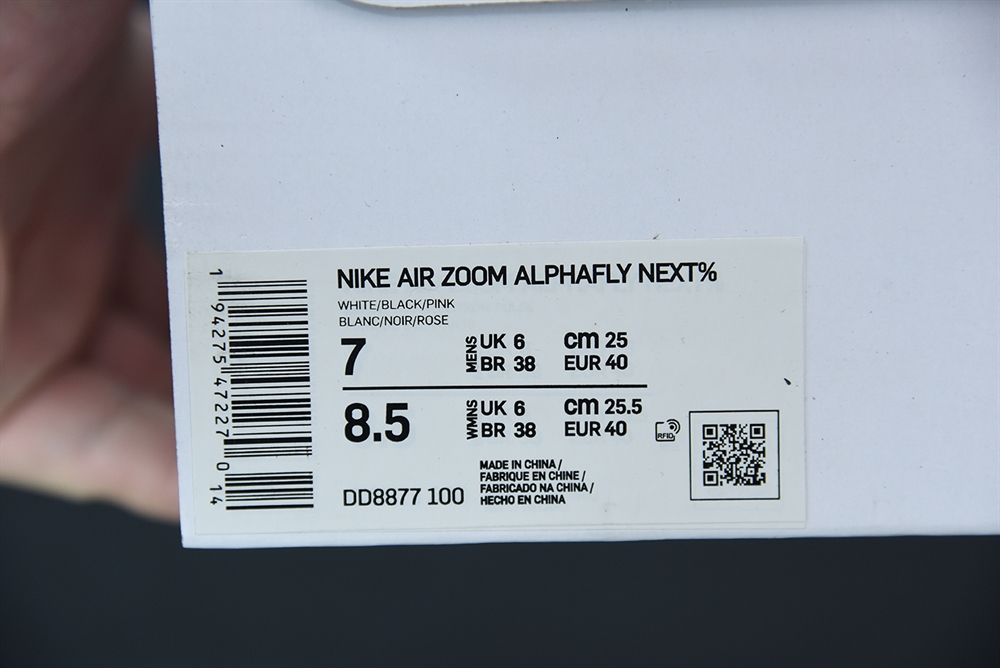 NIKE AIR ZOOM ALPHAFLY NEXT%
WHITE/BLACK/PINK
BLANC/NOIR/ROSE
7 MENS UK 6 cm 25
BR 38 EUR 40
8.5 WMNS UK 6 cm 25.5
BR 38 EUR 40
RFID
DD8877 100
MADE IN CHINA /
FABRIQUE EN CHINE /
FABRICADO NA CHINA /
HECHO EN CHINA
1 94275 47227 0 14